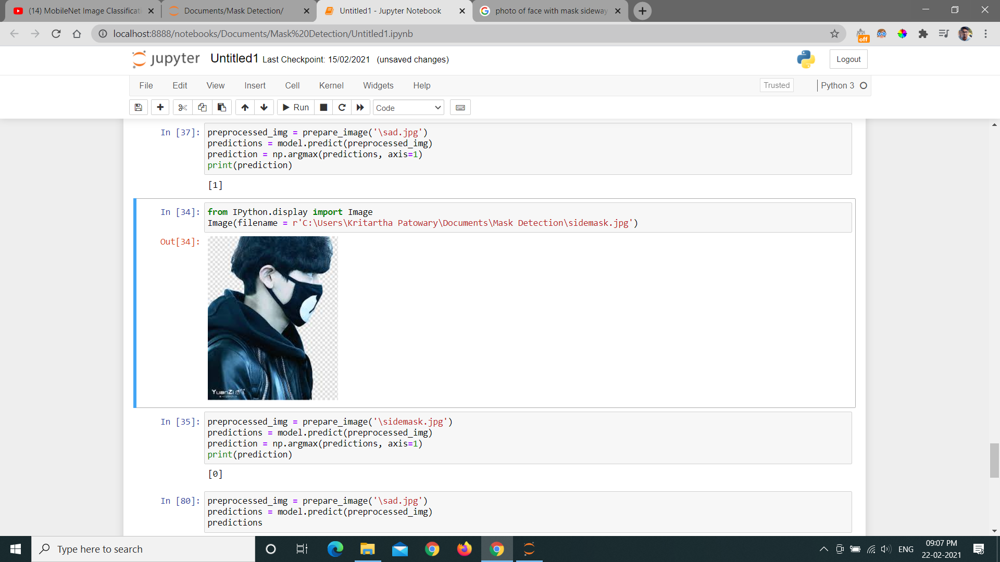 (14) MobileNet Image Classificati
Documents/Mask Detection/
Untitled1 - Jupyter Notebook
photo of face with mask sideway
localhost:8888/notebooks/Documents/Mask%20Detection/Untitled1.ipynb
off
jupyter Untitled1 Last Checkpoint: 15/02/2021 (unsaved changes)
Logout
File Edit View Insert Cell Kernel Widgets Help
Trusted
Python 3
Run
Code
In [37]: preprocessed_img = prepare_image('\sad.jpg')
predictions = model.predict(preprocessed_img)
prediction = np.argmax(predictions, axis=1)
print(prediction)
[1]
In [34]: from IPython.display import Image
Image(filename = r'C:\Users\Kritartha Patowary\Documents\Mask Detection\sidemask.jpg')
Out[34]:
YuanZi
In [35]: preprocessed_img = prepare_image('\sidemask.jpg')
predictions = model.predict(preprocessed_img)
prediction = np.argmax(predictions, axis=1)
print(prediction)
[0]
In [80]: preprocessed_img = prepare_image('\sad.jpg')
predictions = model.predict(preprocessed_img)
predictions
Type here to search
ENG
09:07 PM
22-02-2021